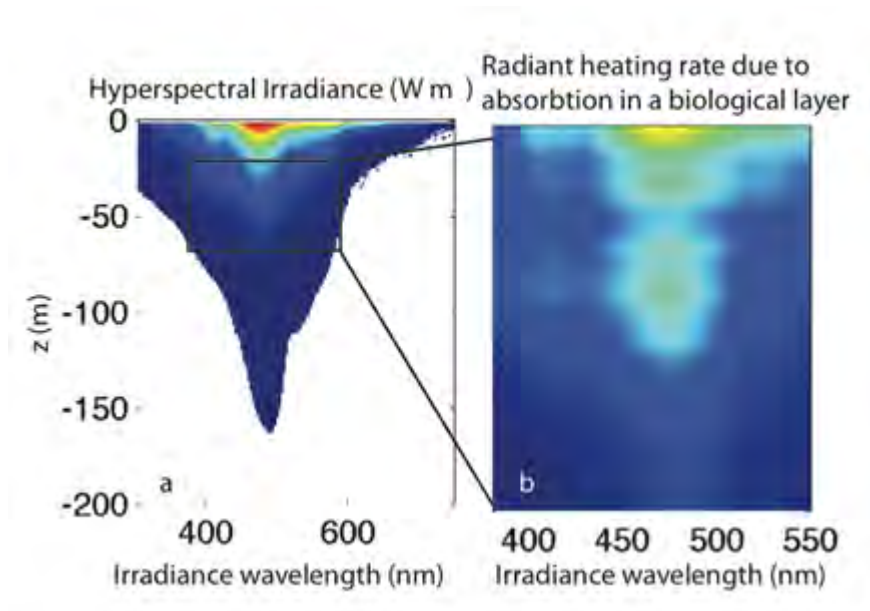 Hyperspectral Irradiance (W m )
Radiant heating rate due to
absorbtion in a biological layer
0
-50
-100
-150
-200
z (m)
a
400 600
Irradiance wavelength (nm)
b
400 450 500 550
Irradiance wavelength (nm)